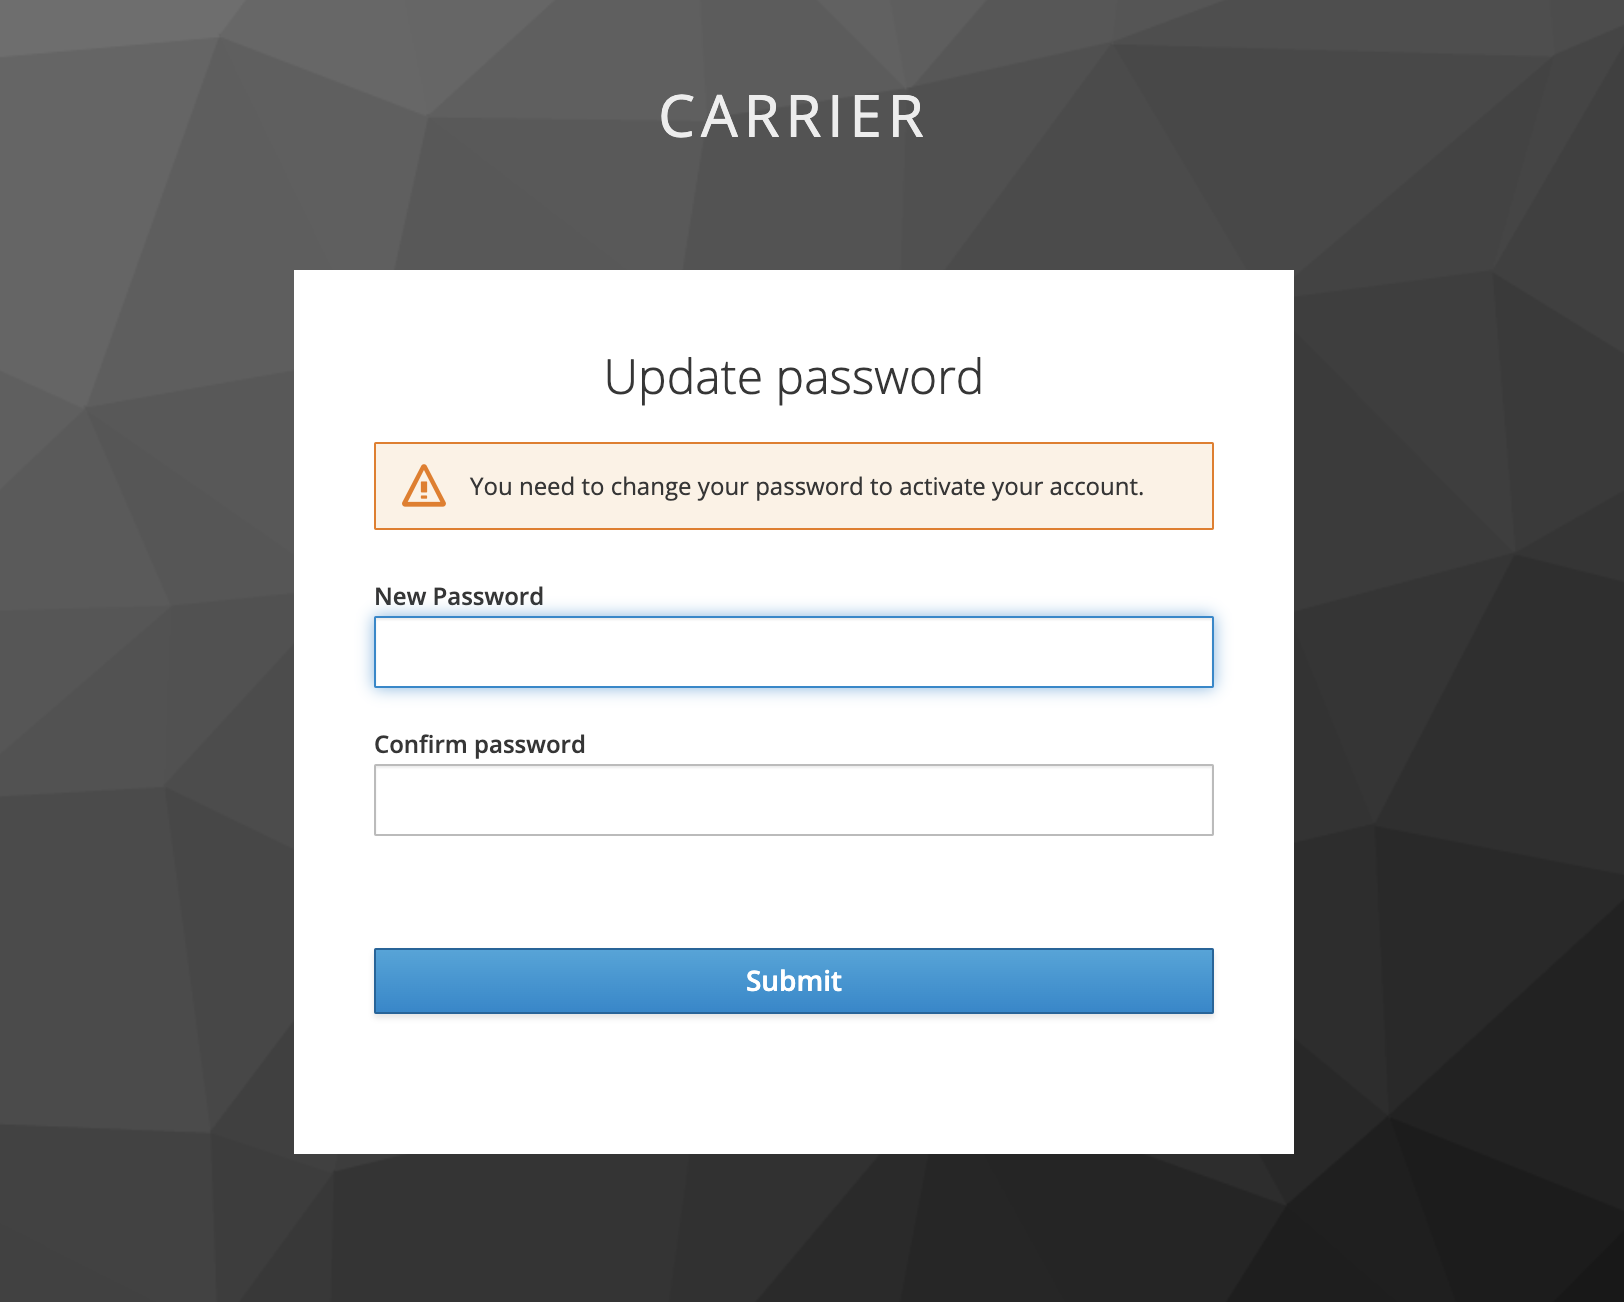 CARRIER
Update password
You need to change your password to activate your account.
New Password
Confirm password
Submit